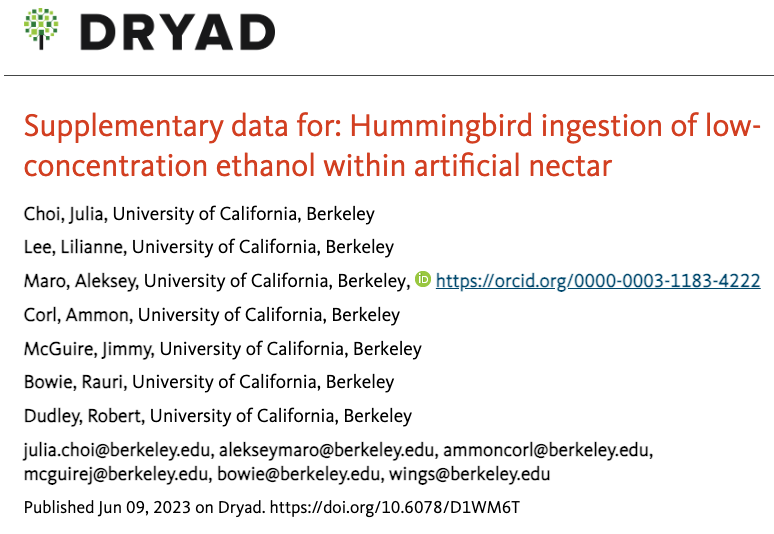 DRYAD
Supplementary data for: Hummingbird ingestion of low-
concentration ethanol within artificial nectar
Choi, Julia, University of California, Berkeley
Lee, Lilianne, University of California, Berkeley
Maro, Aleksey, University of California, Berkeley, iD https://orcid.org/0000-0003-1183-4222
Corl, Ammon, University of California, Berkeley
McGuire, Jimmy, University of California, Berkeley
Bowie, Rauri, University of California, Berkeley
Dudley, Robert, University of California, Berkeley
julia.choi@berkeley.edu, alekseymaro@berkeley.edu, ammoncorl@berkeley.edu,
mcguirej@berkeley.edu, bowie@berkeley.edu, wings@berkeley.edu
Published Jun 09, 2023 on Dryad. https://doi.org/10.6078/D1WM6T